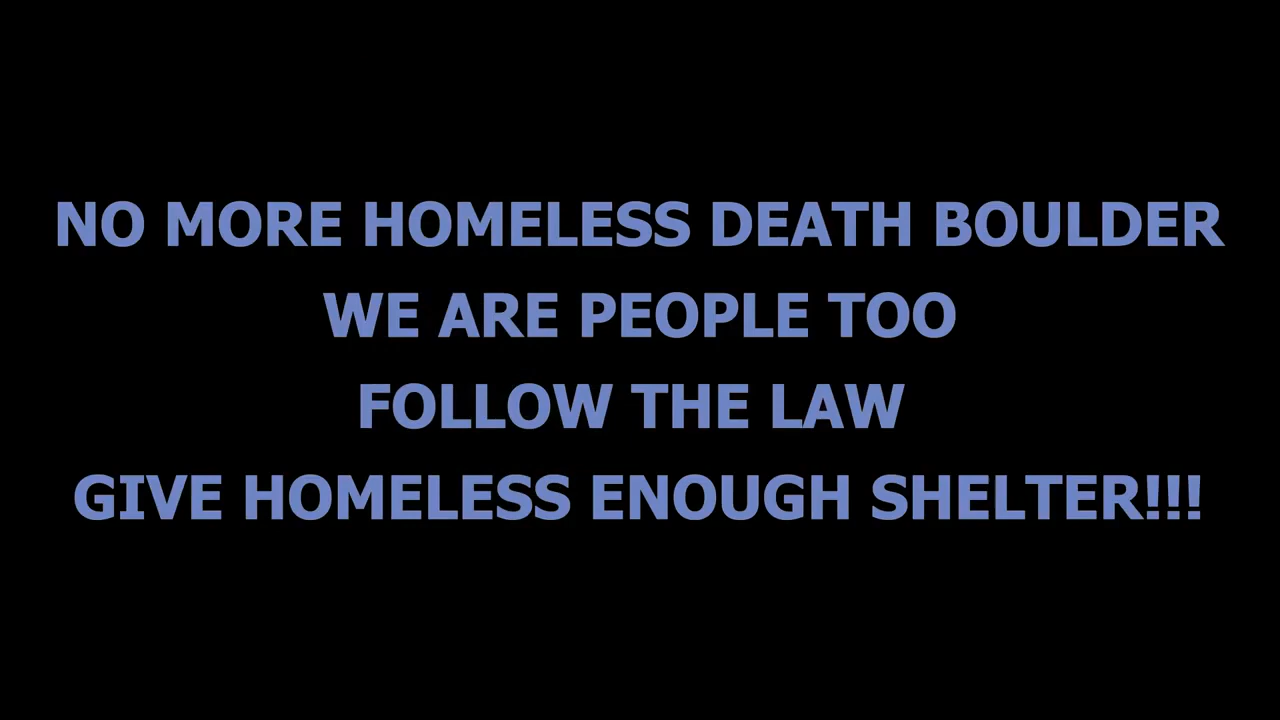 NO MORE HOMELESS DEATH BOULDER
WE ARE PEOPLE TOO
FOLLOW THE LAW
GIVE HOMELESS ENOUGH SHELTER!!!